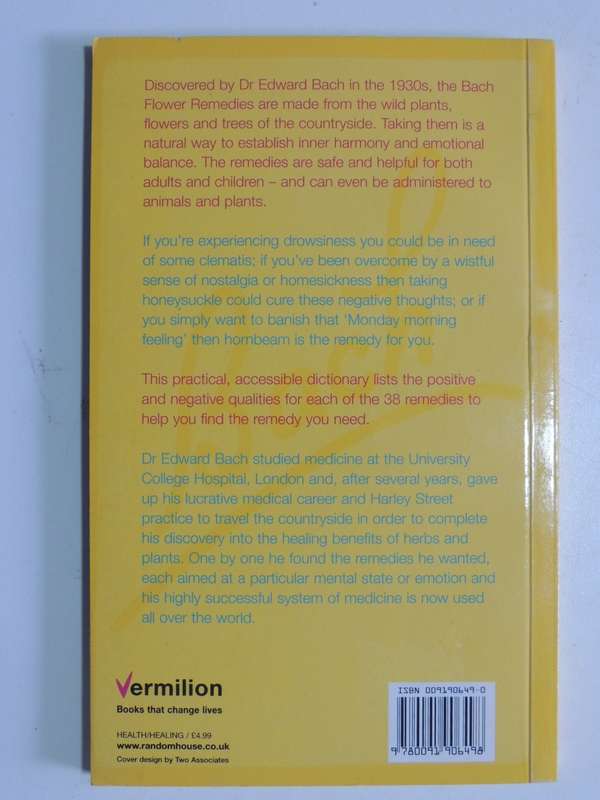 Discovered by Dr Edward Bach in the 1930s, the Bach
Flower Remedies are made from the wild plants,
flowers and trees of the countryside. Taking them is a
natural way to establish inner harmony and emotional
balance. The remedies are safe and helpful for both
adults and children – and can even be administered to
animals and plants.
If you're experiencing drowsiness you could be in need
of some clematis; if you've been overcome by a wistful
sense of nostalgia or homesickness then taking
honeysuckle could cure these negative thoughts; or if
you simply want to banish that 'Monday morning
feeling' then hornbeam is the remedy for you.
This practical, accessible dictionary lists the positive
and negative qualities for each of the 38 remedies to
help you find the remedy you need.
Dr Edward Bach studied medicine at the University
College Hospital, London and, after several years, gave
up his lucrative medical career and Harley Street
practice to travel the countryside in order to complete
his discovery into the healing benefits of herbs and
plants. One by one he found the remedies he wanted,
each aimed at a particular mental state or emotion and
his highly successful system of medicine is now used
all over the world.
Vermilion
Books that change lives
HEALTH/HEALING / £4.99
www.randomhouse.co.uk
Cover design by Two Associates
ISBN 0091906490-0
9 780091 906498